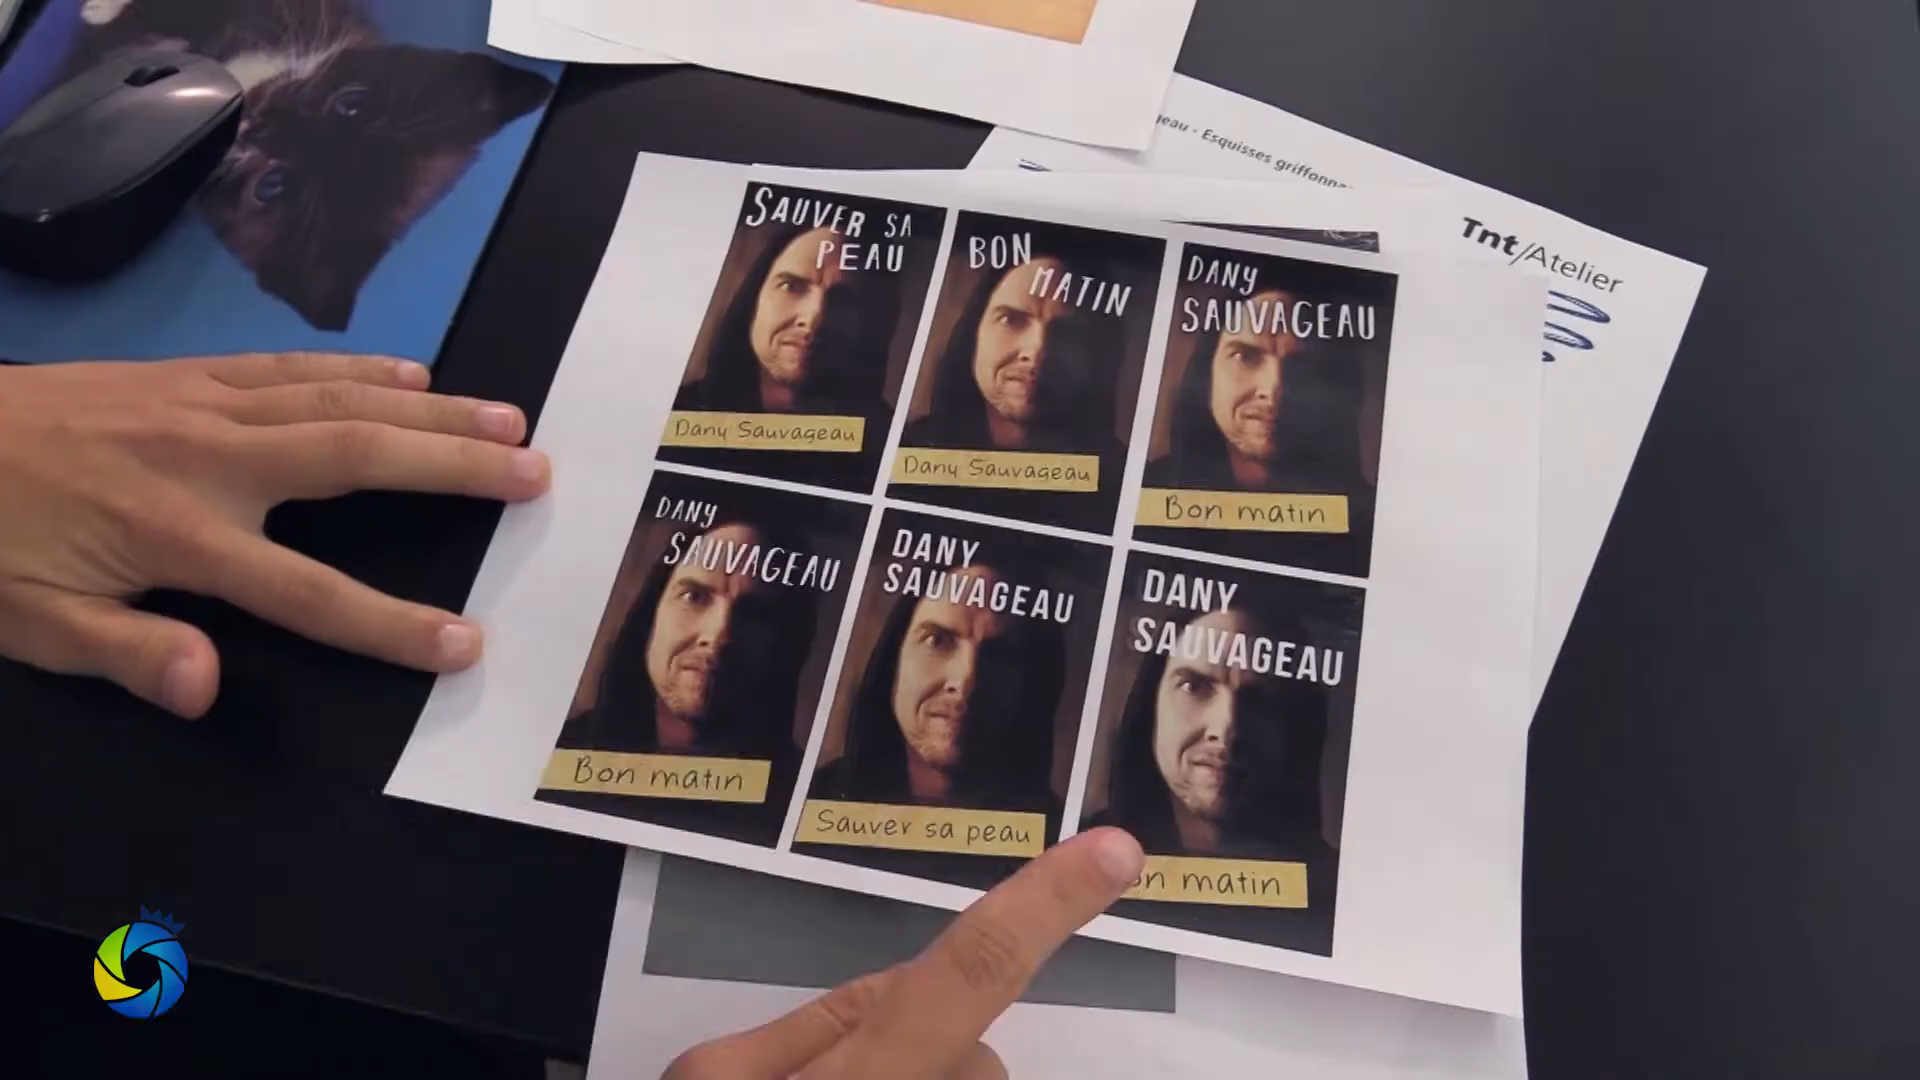 eau - Esquisses griffonn
Tnt/Atelier
SAUVER SA
PEAU
Dany Sauvageau
BON
MATIN
Dany Sauvageau
DANY
SAUVAGEAU
Bon matin
DANY
SAUVAGEAU
Bon matin
DANY
SAUVAGEAU
Sauver sa peau
DANY
SAUVAGEAU
on matin